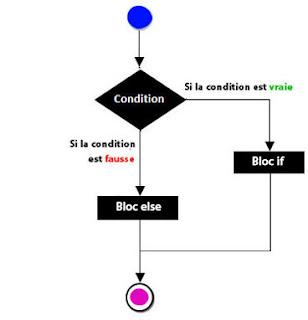 Si la condition est vraie
Condition
Si la condition
est fausse
Bloc if
Bloc else